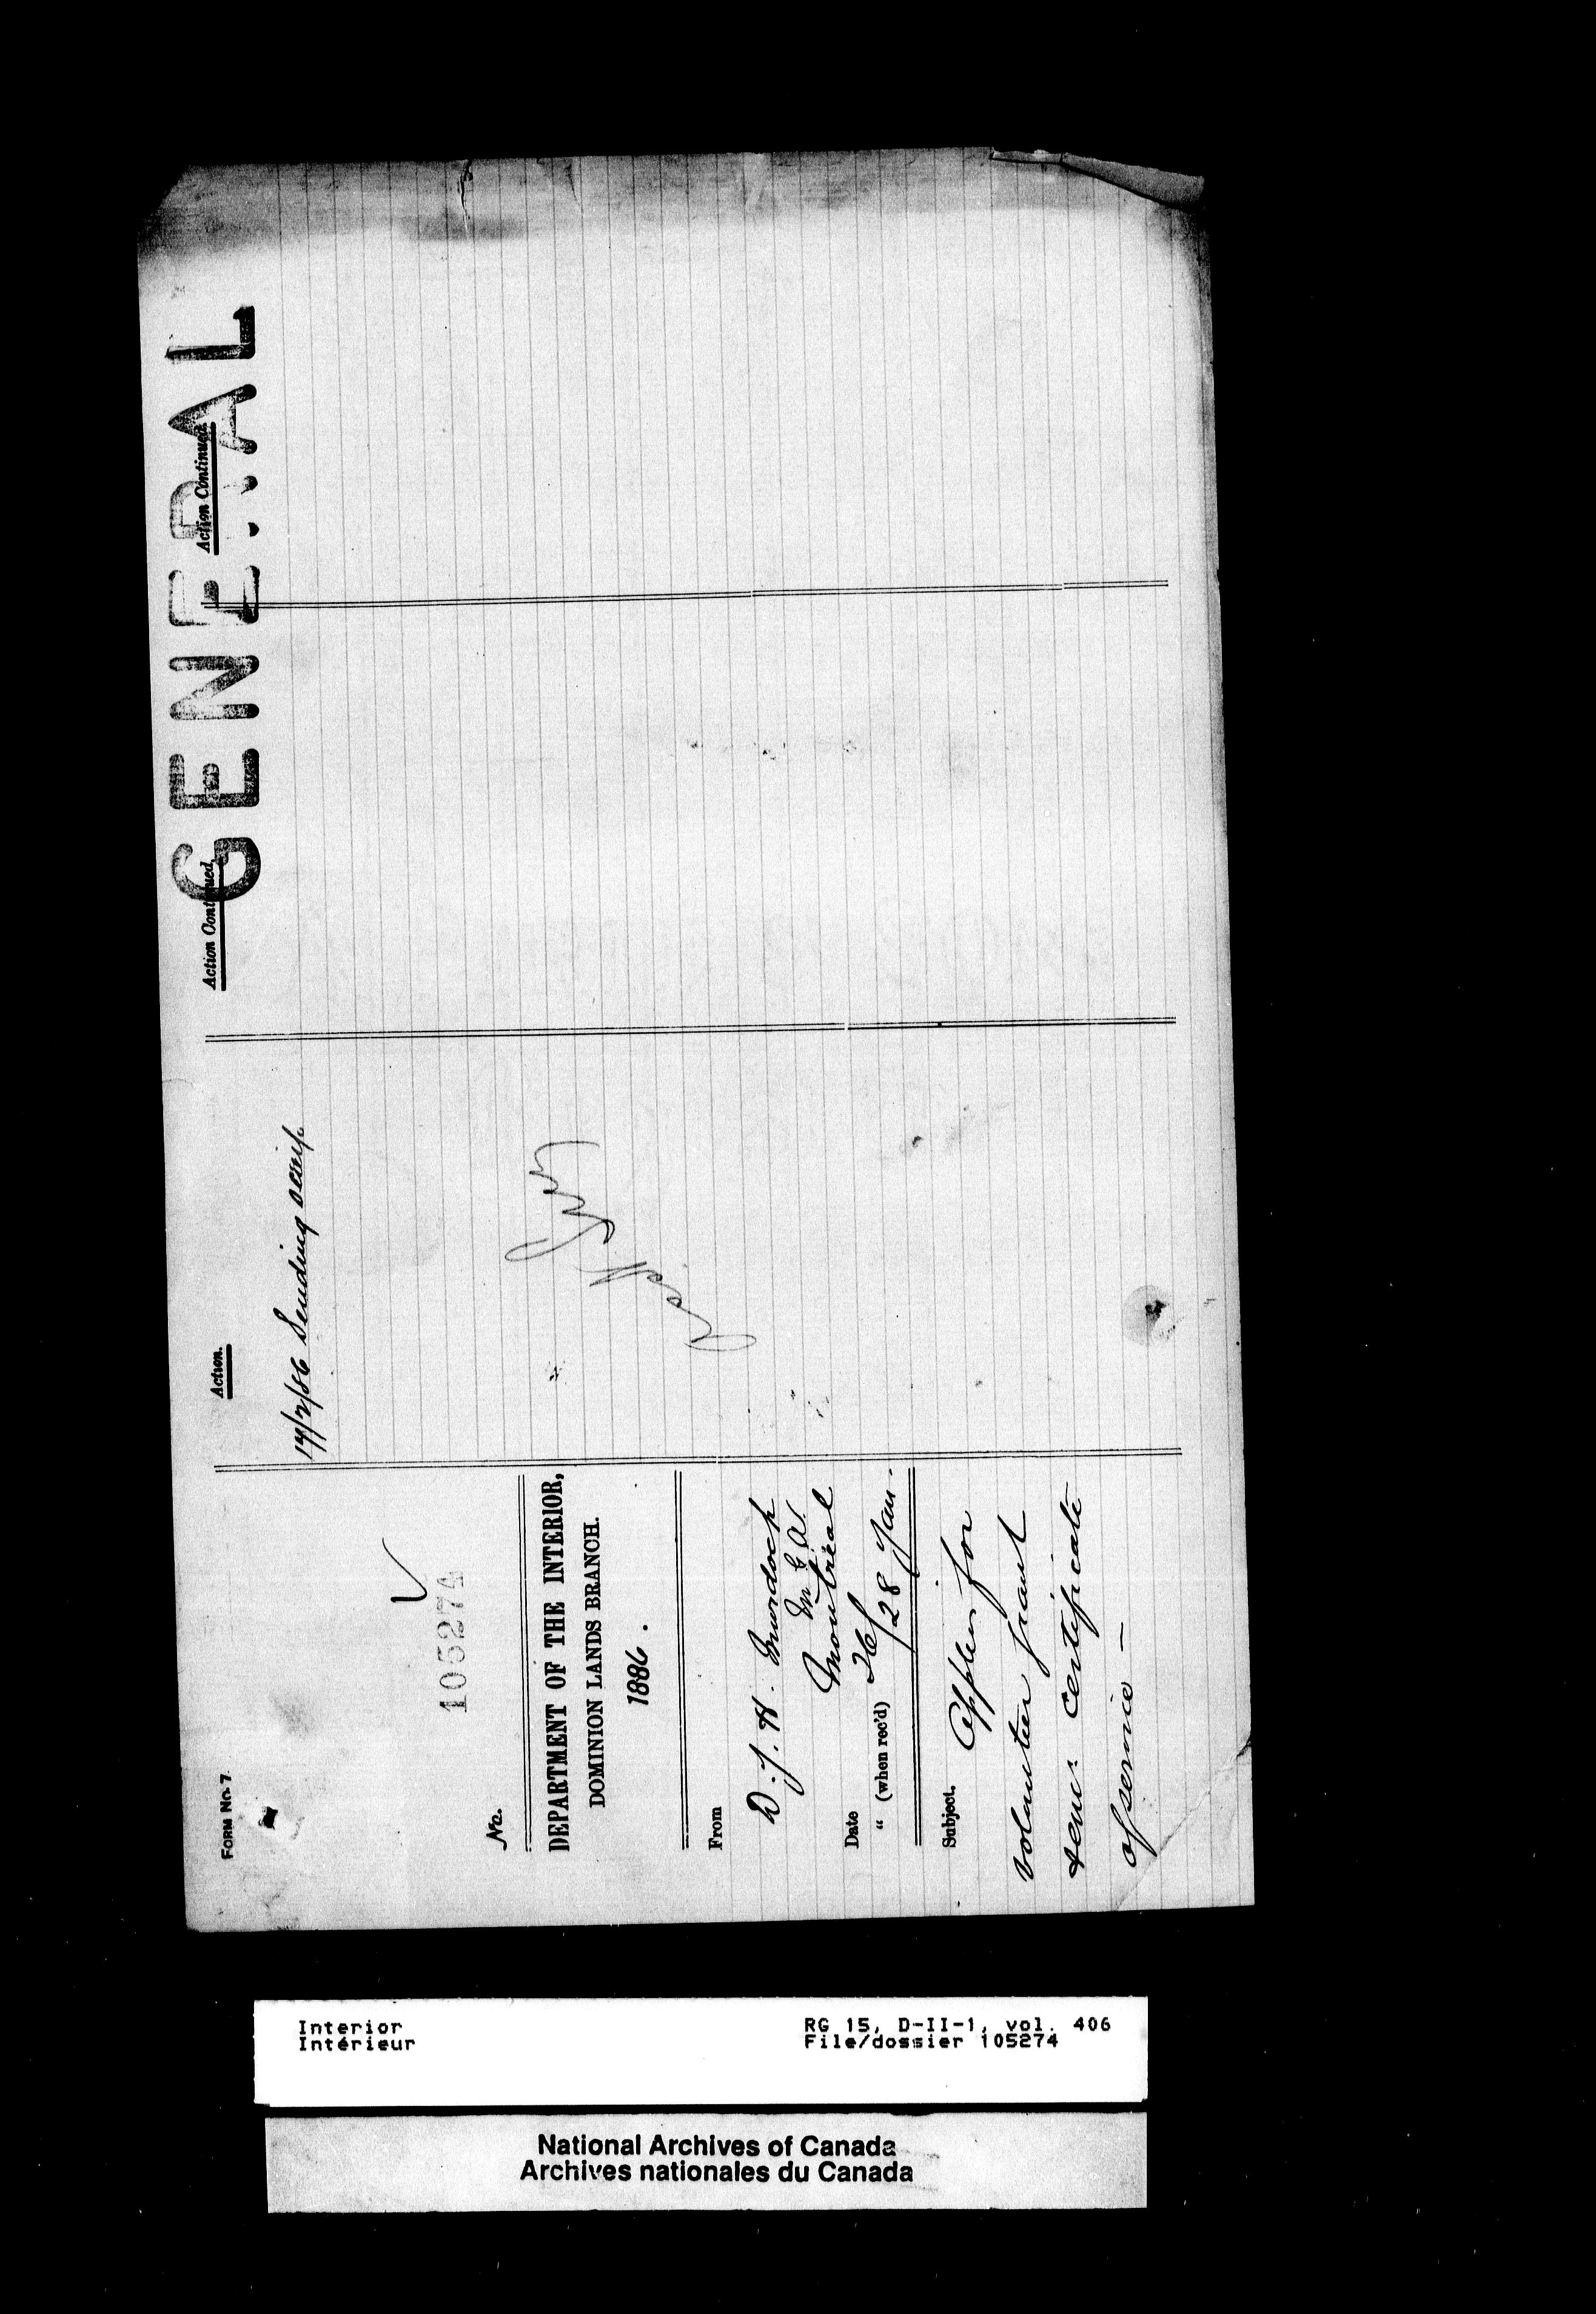 GENERAL
FORM No. 7
105274
No.
DEPARTMENT OF THE INTERIOR,
DOMINION LANDS BRANCH.
1886.
From
D. J. H. Murdoch
M. G. A.
Montreal
Date 26
" (when rec'd) 28 Jan.
Subject. Applies for
volunteer grant
sends certificate
of service —
Action.
17/2/86 Sending scrip.
Action Continued.
Action Continued.
Interior RG 15, D-II-1, vol. 406
Intérieur File/dossier 105274
National Archives of Canada
Archives nationales du Canada